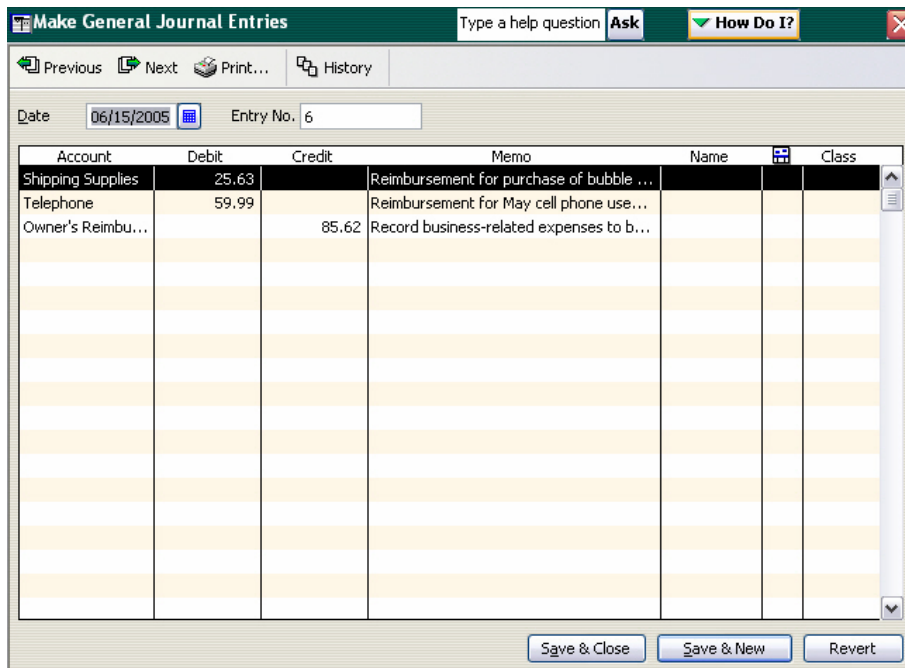 Make General Journal Entries Type a help question Ask How Do I?
Previous Next Print... History
Date 06/15/2005 Entry No. 6
Account Debit Credit Memo Name Class
Shipping Supplies 25.63 Reimbursement for purchase of bubble ...
Telephone 59.99 Reimbursement for May cell phone use...
Owner's Reimbu... 85.62 Record business-related expenses to b...
Save & Close Save & New Revert